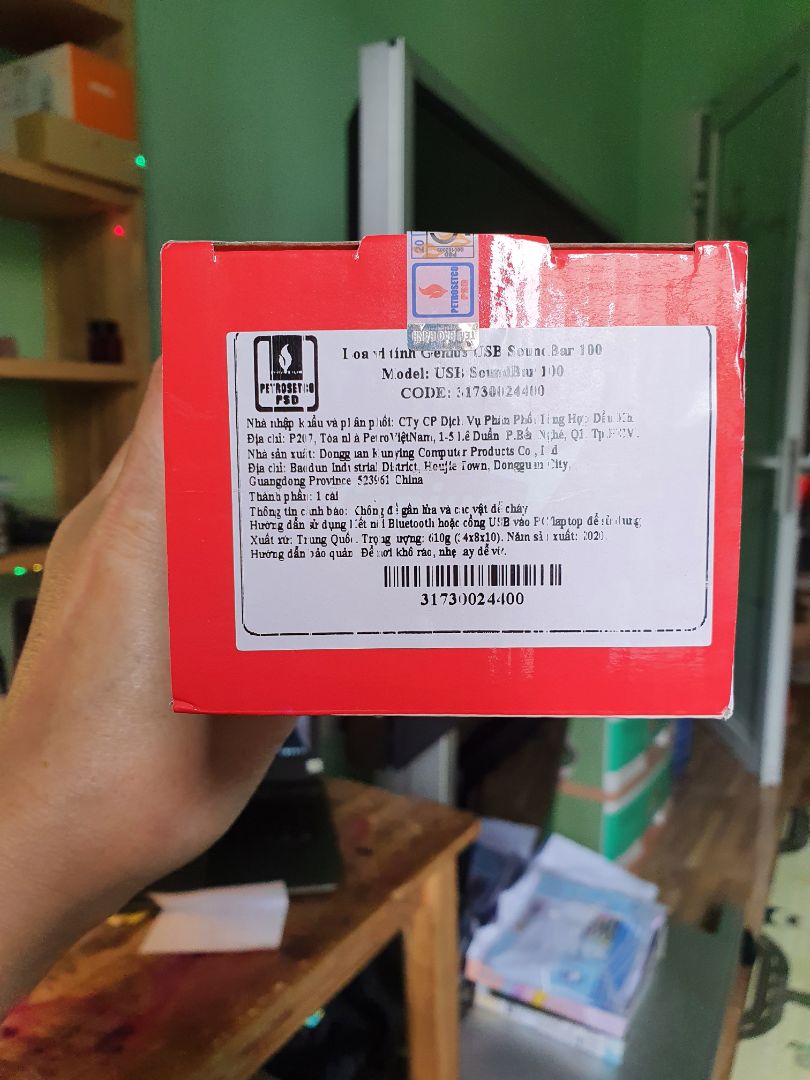 20
PSD
PETROSETCO
PSD
PETROSETCO
PSD
Loa vi tính Genius USB SoundBar 100
Model: USB SoundBar 100
CODE: 31730024400
Nhà nhập khẩu và phân phối: CTy CP Dịch Vụ Phân Phối Tổng Hợp Dầu Khí
Địa chỉ: P207, Tòa nhà PetroVietNam, 1-5 Lê Duẩn, P.Bến Nghé, Q1, Tp.HCM.
Nhà sản xuất: Dongguan Kunying Computer Products Co., Ltd
Địa chỉ: Baodun Industrial District, Houjie Town, Dongguan City,
Guangdong Province 523961 China
Thành phần: 1 cái
Thông tin cảnh báo: Không để gần lửa và các vật dễ cháy
Hướng dẫn sử dụng Kết nối Bluetooth hoặc cổng USB vào PC/laptop để sử dụng
Xuất xứ: Trung Quốc. Trọng lượng: 610g (34x8x10). Năm sản xuất: 2020.
Hướng dẫn bảo quản: Để nơi khô ráo, nhẹ tay dễ vỡ.
31730024400